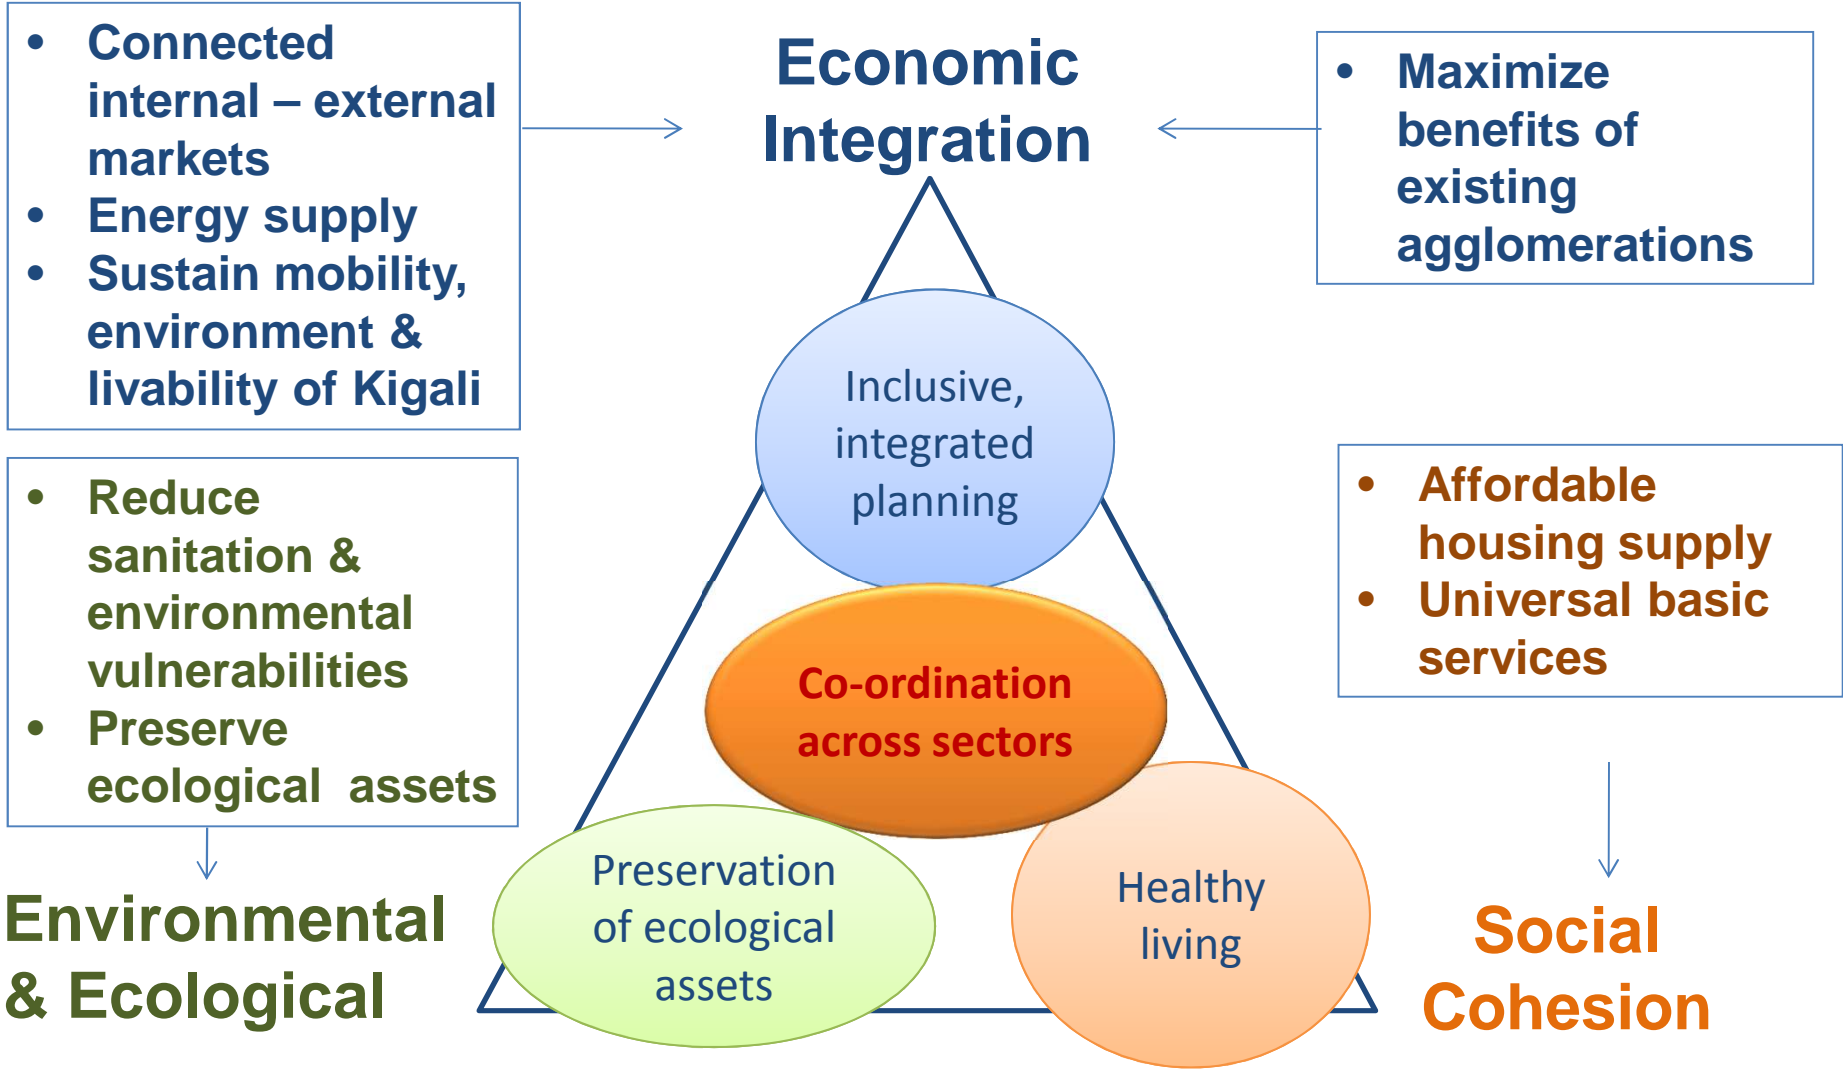 • Connected
internal – external
markets
• Energy supply
• Sustain mobility,
environment &
livability of Kigali
Economic
Integration
• Maximize
benefits of
existing
agglomerations
Inclusive,
integrated
planning
• Reduce
sanitation &
environmental
vulnerabilities
• Preserve
ecological assets
• Affordable
housing supply
• Universal basic
services
Co-ordination
across sectors
Environmental
& Ecological
Preservation
of ecological
assets
Healthy
living
Social
Cohesion